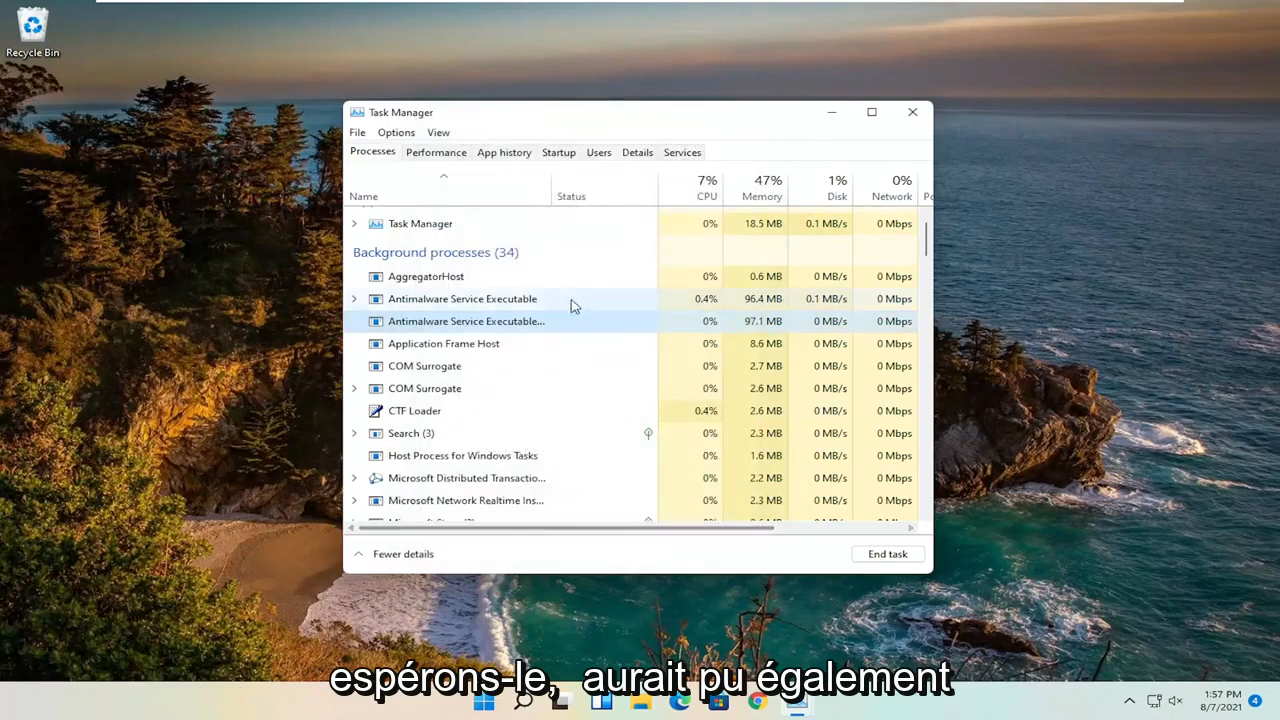 Recycle Bin
Task Manager
File Options View
Processes Performance App history Startup Users Details Services
7% 47% 1% 0%
Name Status CPU Memory Disk Network
Task Manager 0% 18.5 MB 0.1 MB/s 0 Mbps
Background processes (34)
AggregatorHost 0% 0.6 MB 0 MB/s 0 Mbps
Antimalware Service Executable 0.4% 96.4 MB 0.1 MB/s 0 Mbps
Antimalware Service Executable... 0% 97.1 MB 0 MB/s 0 Mbps
Application Frame Host 0% 8.6 MB 0 MB/s 0 Mbps
COM Surrogate 0% 2.7 MB 0 MB/s 0 Mbps
COM Surrogate 0% 2.6 MB 0 MB/s 0 Mbps
CTF Loader 0.4% 2.6 MB 0 MB/s 0 Mbps
Search (3) 0% 2.3 MB 0 MB/s 0 Mbps
Host Process for Windows Tasks 0% 1.6 MB 0 MB/s 0 Mbps
Microsoft Distributed Transactio... 0% 2.2 MB 0 MB/s 0 Mbps
Microsoft Network Realtime Ins... 0% 2.3 MB 0 MB/s 0 Mbps
Fewer details End task
espérons-le, aurait pu également
1:57 PM
8/7/2021 4